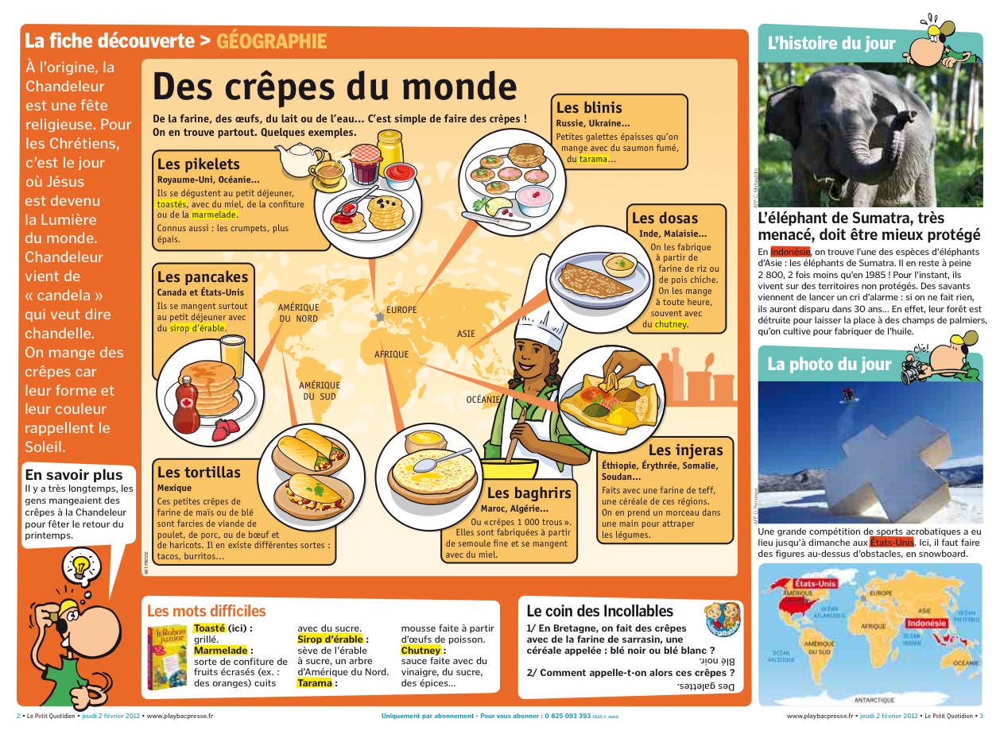 La fiche découverte > GÉOGRAPHIE
À l'origine, la
Chandeleur
est une fête
religieuse. Pour
les Chrétiens,
c'est le jour
où Jésus
est devenu
la Lumière
du monde.
Chandeleur
vient de
« candela »
qui veut dire
chandelle.
On mange des
crêpes car
leur forme et
leur couleur
rappellent le
Soleil.
En savoir plus
Il y a très longtemps, les
gens mangeaient des
crêpes à la Chandeleur
pour fêter le retour du
printemps.
Des crêpes du monde
De la farine, des œufs, du lait ou de l'eau... C'est simple de faire des crêpes !
On en trouve partout. Quelques exemples.
Les pikelets
Royaume-Uni, Océanie...
Ils se dégustent au petit déjeuner,
toastés, avec du miel, de la confiture
ou de la marmelade.
Connus aussi : les crumpets, plus
épais.
Les blinis
Russie, Ukraine...
Petites galettes épaisses qu'on
mange avec du saumon fumé,
du tarama...
Les pancakes
Canada et États-Unis
Ils se mangent surtout
au petit déjeuner avec
du sirop d'érable.
Les dosas
Inde, Malaisie...
On les fabrique
à partir de
farine de riz ou
de pois chiche.
On les mange
à toute heure,
souvent avec
du chutney.
AMÉRIQUE
DU NORD
EUROPE
ASIE
AFRIQUE
AMÉRIQUE
DU SUD
OCÉANIE
Les tortillas
Mexique
Ces petites crêpes de
farine de maïs ou de blé
sont farcies de viande de
poulet, de porc, ou de bœuf et
de haricots. Il en existe différentes sortes :
tacos, burritos...
Les baghrirs
Maroc, Algérie...
Ou «crêpes 1 000 trous ».
Elles sont fabriquées à partir
de semoule fine et se mangent
avec du miel.
Les injeras
Éthiopie, Érythrée, Somalie,
Soudan...
Faits avec une farine de teff,
une céréale de ces régions.
On en prend un morceau dans
une main pour attraper
les légumes.
ART PRESSE
Les mots difficiles
le Robert
junior
Toasté (ici) :
grillé.
Marmelade :
sorte de confiture de
fruits écrasés (ex. :
des oranges) cuits
avec du sucre.
Sirop d'érable :
sève de l'érable
à sucre, un arbre
d'Amérique du Nord.
Tarama :
mousse faite à partir
d'œufs de poisson.
Chutney :
sauce faite avec du
vinaigre, du sucre,
des épices...
Le coin des Incollables
1/ En Bretagne, on fait des crêpes
avec de la farine de sarrasin, une
céréale appelée : blé noir ou blé blanc ?
Blé noir.
2/ Comment appelle-t-on alors ces crêpes ?
Des galettes.
2 • Le Petit Quotidien • jeudi 2 février 2012 • www.playbacpresse.fr
Uniquement par abonnement - Pour vous abonner : 0 825 093 393 (0,15 € /min)
L'histoire du jour
L'éléphant de Sumatra, très
menacé, doit être mieux protégé
En Indonésie, on trouve l'une des espèces d'éléphants
d'Asie : les éléphants de Sumatra. Il en reste à peine
2 800, 2 fois moins qu'en 1985 ! Pour l'instant, ils
vivent sur des territoires non protégés. Des savants
viennent de lancer un cri d'alarme : si on ne fait rien,
ils auront disparu dans 30 ans... En effet, leur forêt est
détruite pour laisser la place à des champs de palmiers,
qu'on cultive pour fabriquer de l'huile.
La photo du jour
clic!
Une grande compétition de sports acrobatiques a eu
lieu jusqu'à dimanche aux États-Unis. Ici, il faut faire
des figures au-dessus d'obstacles, en snowboard.
États-Unis
AMÉRIQUE
EUROPE
OCÉAN
ATLANTIQUE
ASIE
OCÉAN
PACIFIQUE
AFRIQUE
Indonésie
OCÉAN
INDIEN
AMÉRIQUE
DU SUD
OCÉAN
PACIFIQUE
OCÉANIE
ANTARCTIQUE
www.playbacpresse.fr • jeudi 2 février 2012 • Le Petit Quotidien • 3